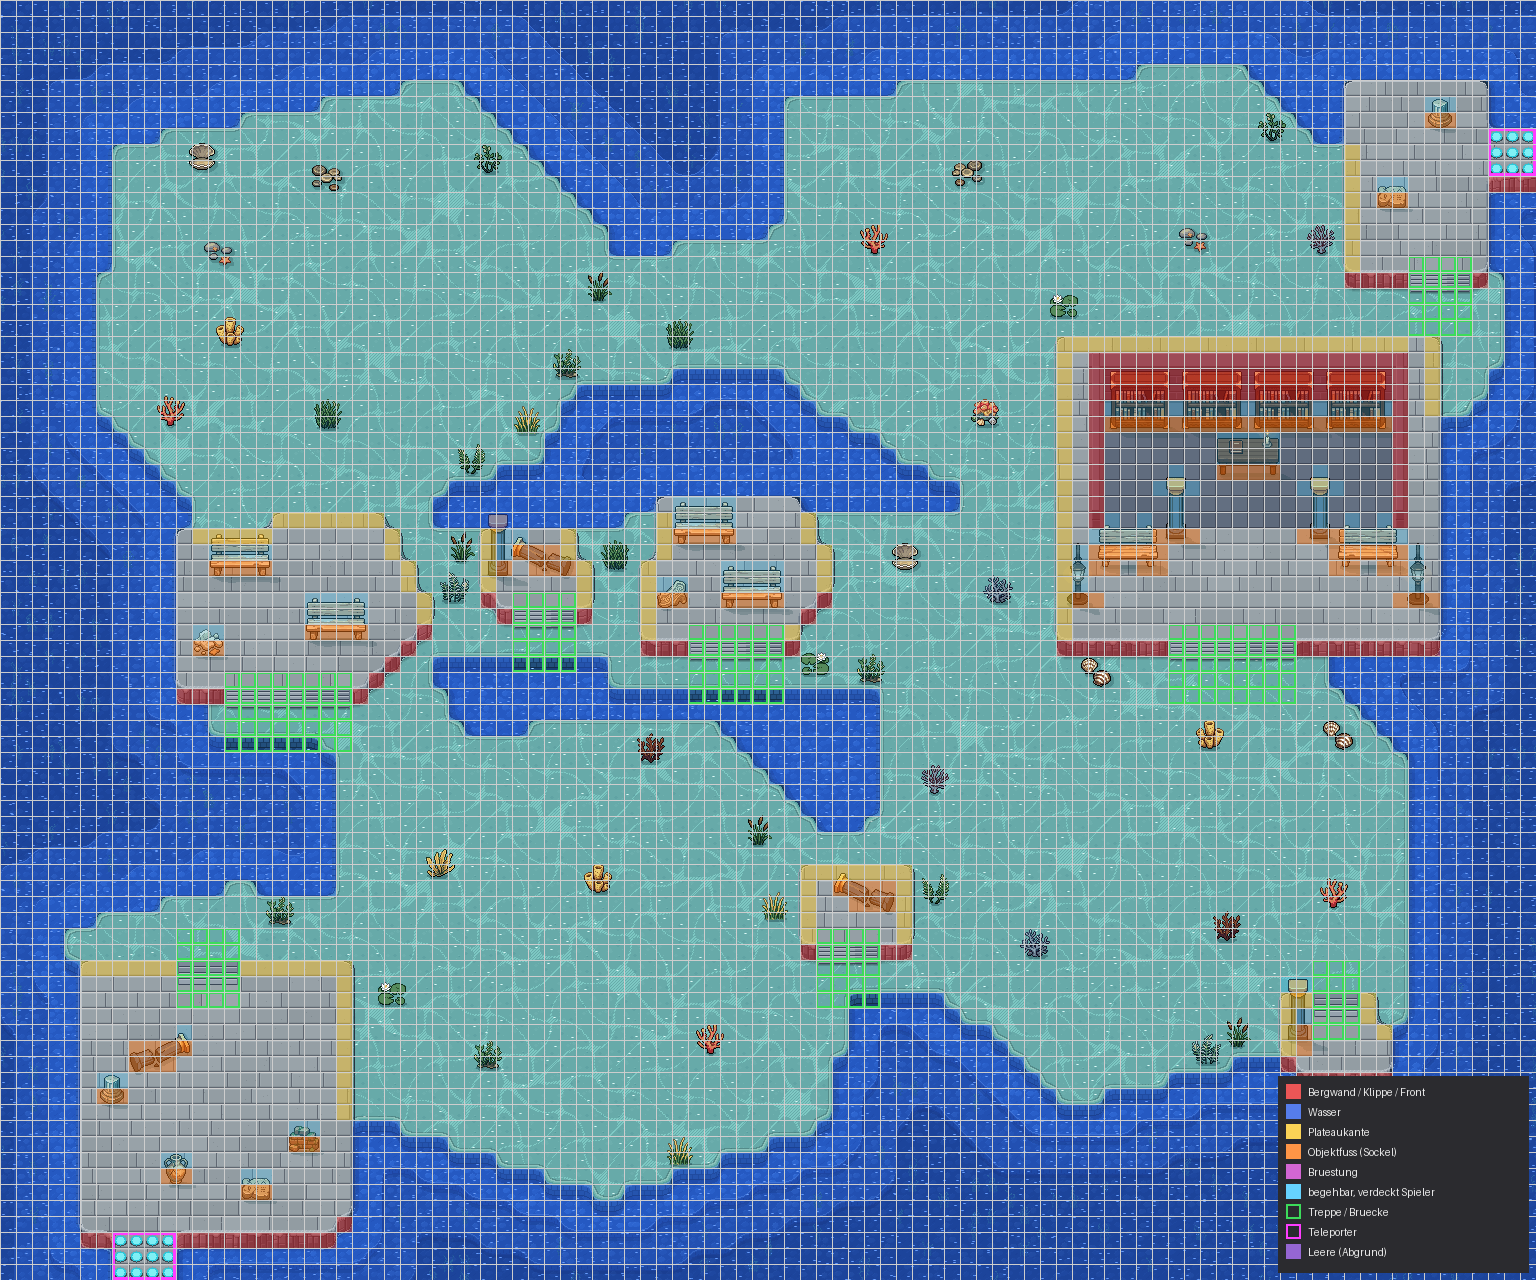 Bergwand / Klippe / Front
Wasser
Plateaukante
Objektfuss (Sockel)
Bruestung
begehbar, verdeckt Spieler
Treppe / Bruecke
Teleporter
Leere (Abgrund)